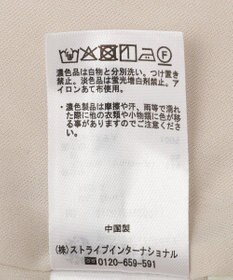 濃色品は白物と分別洗い。つけ置き
禁止。淡色品は蛍光増白剤禁止。ア
イロンあて布使用。
・濃色製品は摩擦や汗、雨等で濡れ
た際に他の衣類や小物類に色が移
る事がありますのでご注意くださ
い。
中国製
(株)ストライプインターナショナル
0120-659-591